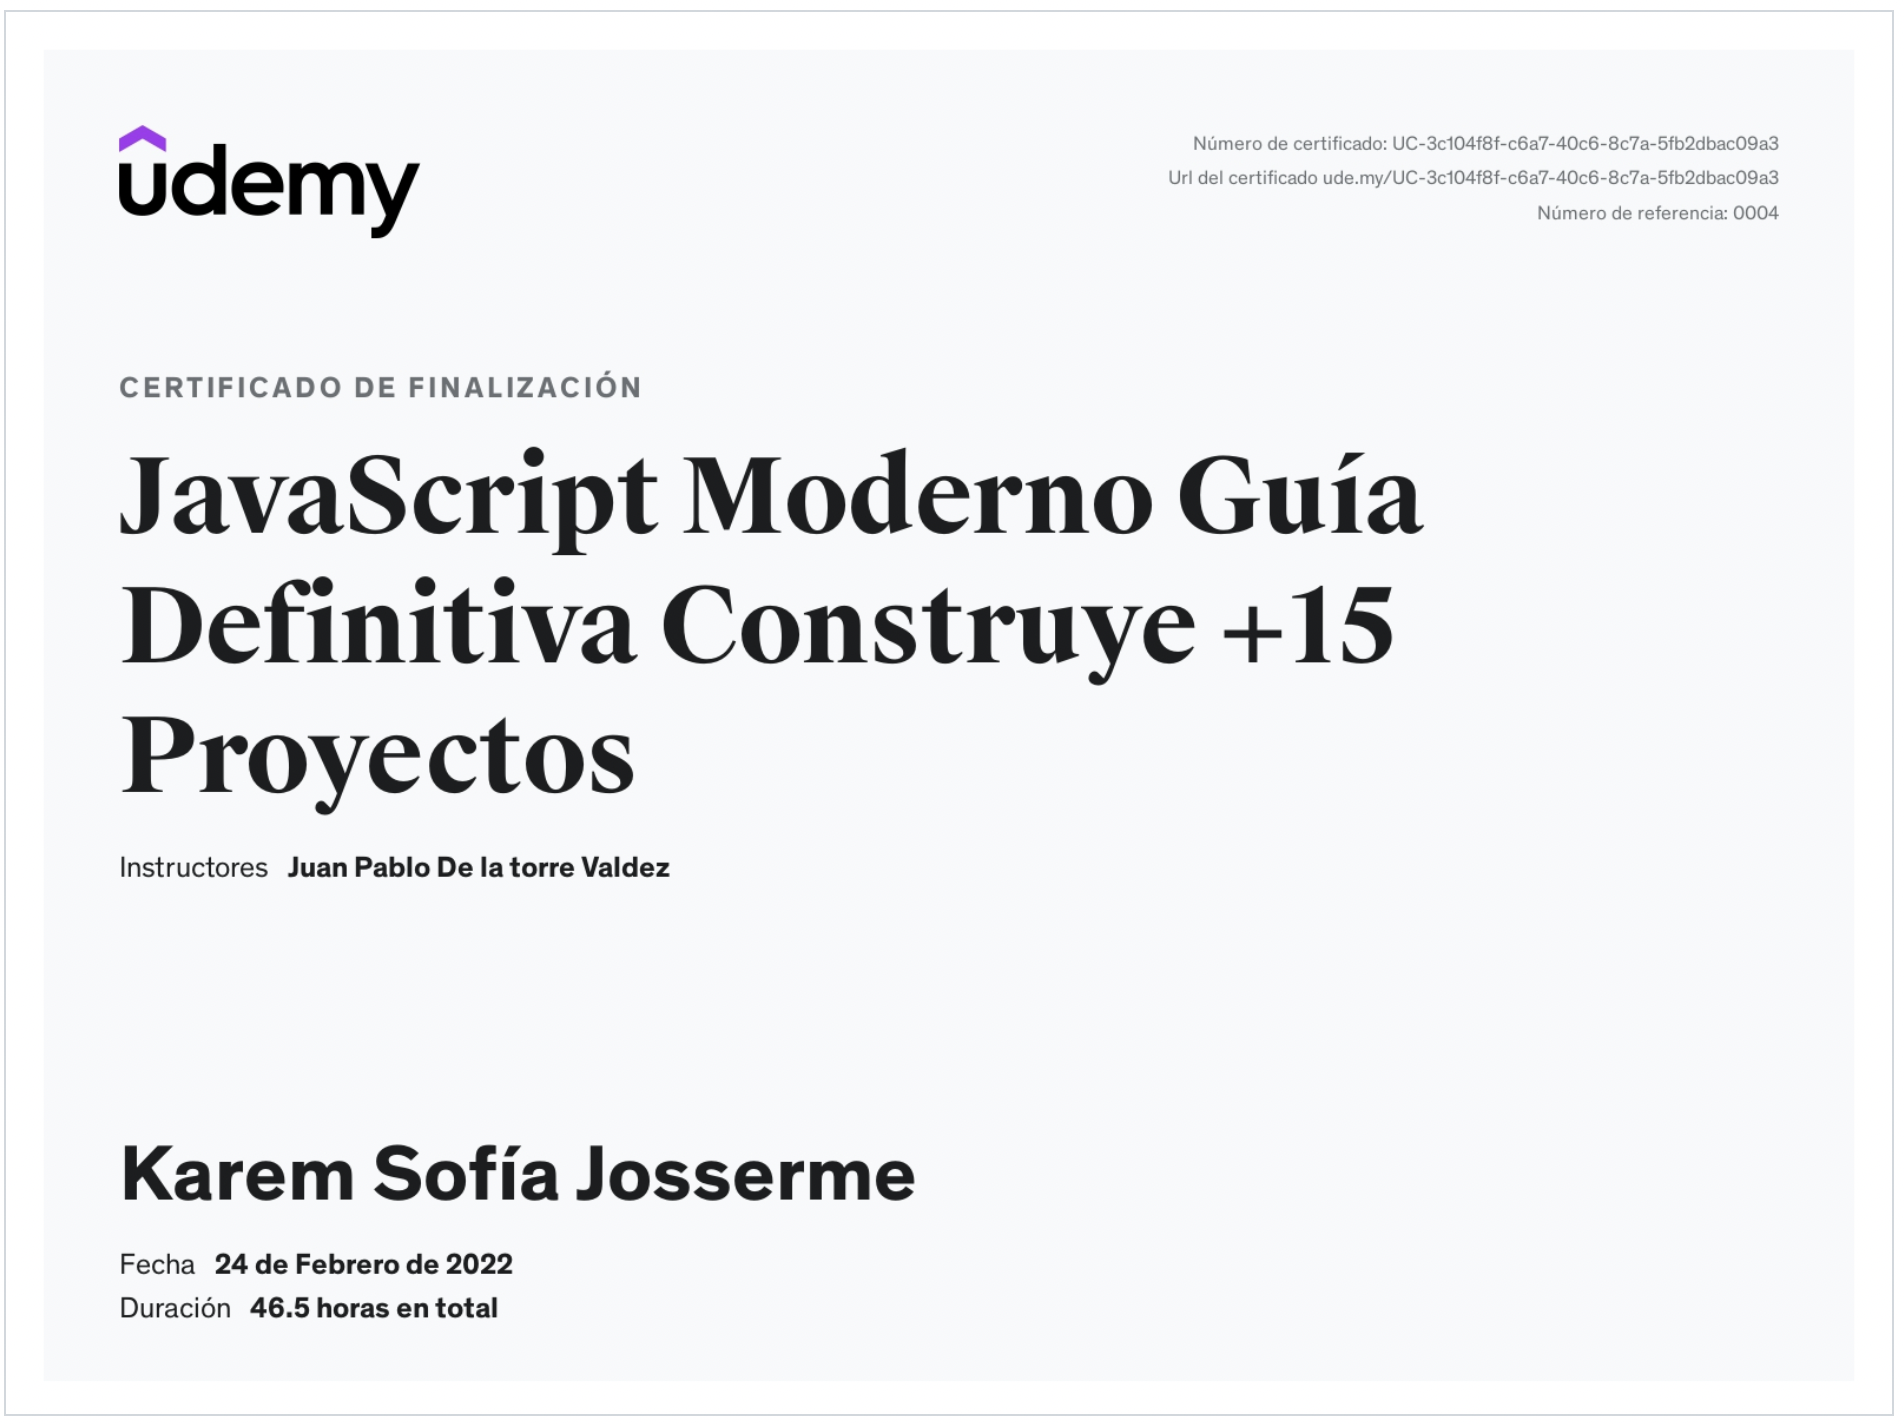 udemy
Número de certificado: UC-3c104f8f-c6a7-40c6-8c7a-5fb2dbac09a3
Url del certificado ude.my/UC-3c104f8f-c6a7-40c6-8c7a-5fb2dbac09a3
Número de referencia: 0004
CERTIFICADO DE FINALIZACIÓN
JavaScript Moderno Guía
Definitiva Construye +15
Proyectos
Instructores Juan Pablo De la torre Valdez
Karem Sofía Josserme
Fecha 24 de Febrero de 2022
Duración 46.5 horas en total